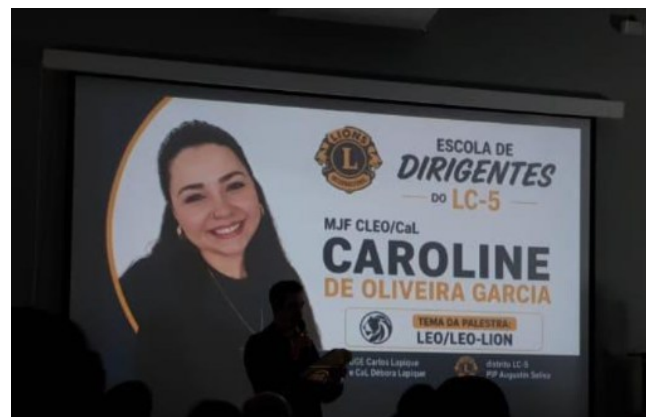 LIONS
L
INTERNATIONAL
ESCOLA DE
DIRIGENTES
DO LC-5
MJF CLEO/CaL
CAROLINE
DE OLIVEIRA GARCIA
TEMA DA PALESTRA:
LEO/LEO-LION
Carlos Lapique
e CaL Débora Lapique
distrito LC-5
PIP Augustin Soliva